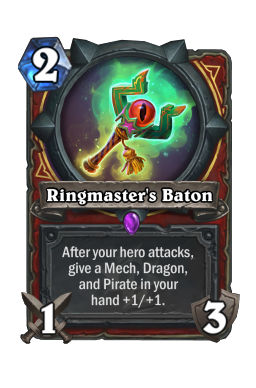 2
Ringmaster's Baton
After your hero attacks,
give a Mech, Dragon,
and Pirate in your
hand +1/+1.
1 3